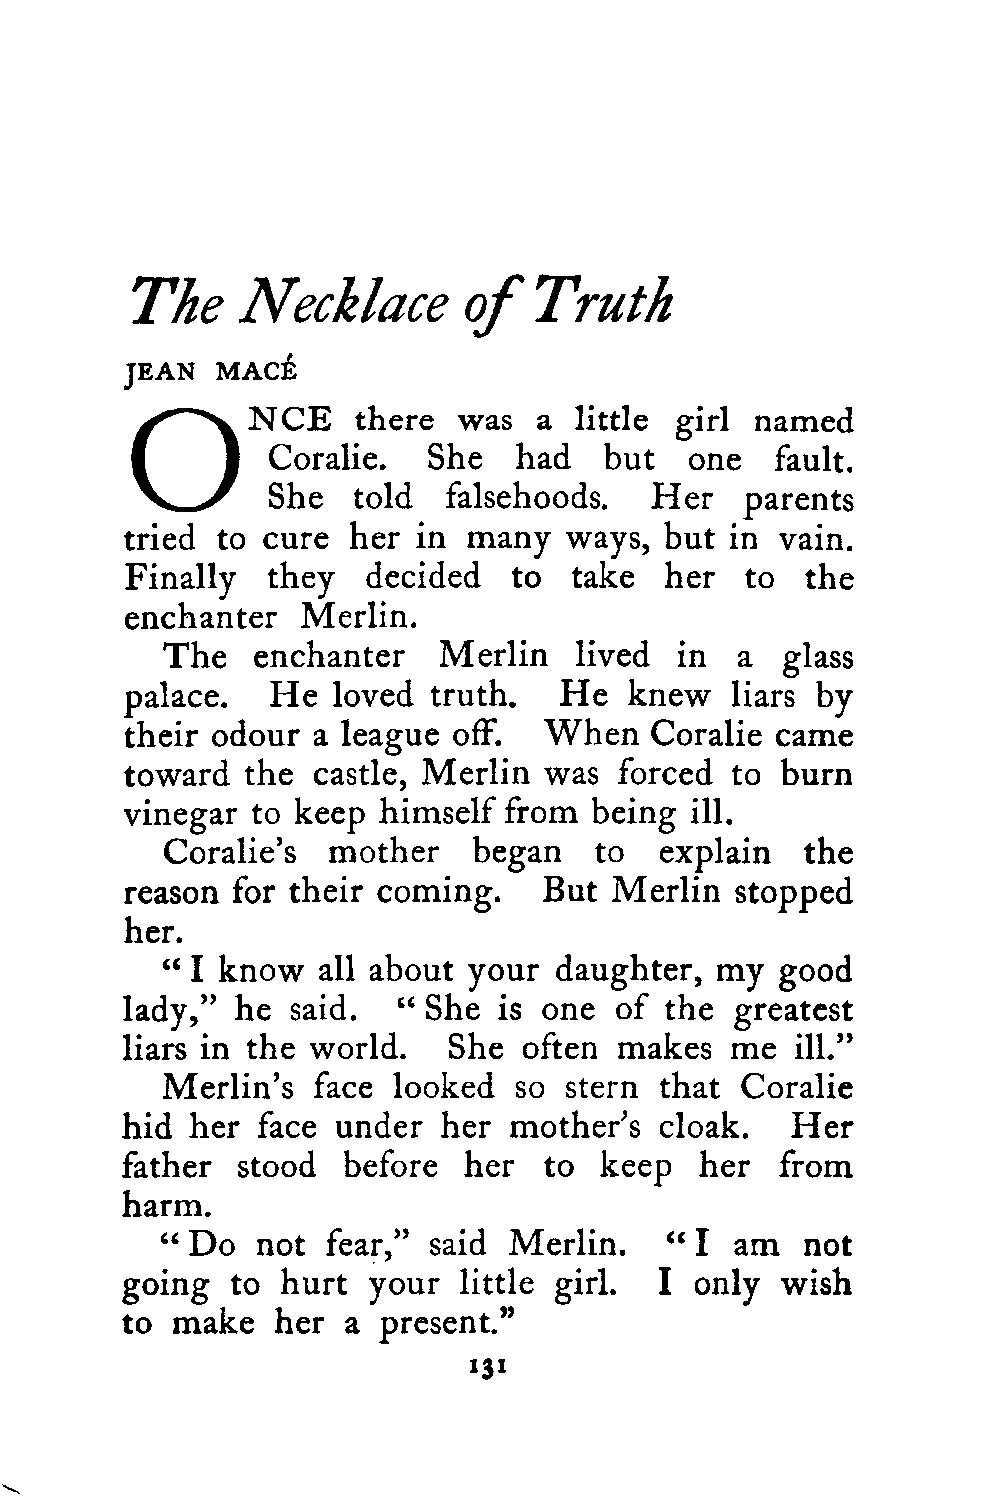 The Necklace of Truth
JEAN MACÉ
ONCE there was a little girl named
Coralie. She had but one fault.
She told falsehoods. Her parents
tried to cure her in many ways, but in vain.
Finally they decided to take her to the
enchanter Merlin.
The enchanter Merlin lived in a glass
palace. He loved truth. He knew liars by
their odour a league off. When Coralie came
toward the castle, Merlin was forced to burn
vinegar to keep himself from being ill.
Coralie's mother began to explain the
reason for their coming. But Merlin stopped
her.
“ I know all about your daughter, my good
lady,” he said. “ She is one of the greatest
liars in the world. She often makes me ill.”
Merlin's face looked so stern that Coralie
hid her face under her mother's cloak. Her
father stood before her to keep her from
harm.
“ Do not fear,” said Merlin. “ I am not
going to hurt your little girl. I only wish
to make her a present.”
131